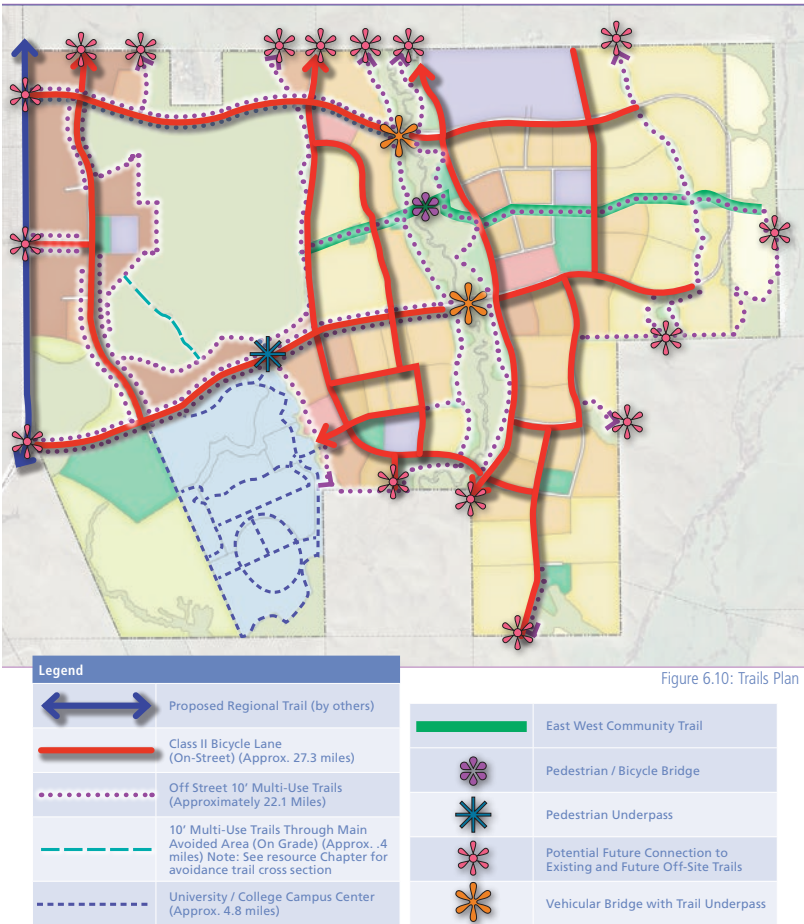 Figure 6.10: Trails Plan
Legend
Proposed Regional Trail (by others)
Class II Bicycle Lane
(On-Street) (Approx. 27.3 miles)
Off Street 10' Multi-Use Trails
(Approximately 22.1 Miles)
10' Multi-Use Trails Through Main
Avoided Area (On Grade) (Approx. .4
miles) Note: See resource Chapter for
avoidance trail cross section
University / College Campus Center
(Approx. 4.8 miles)
East West Community Trail
Pedestrian / Bicycle Bridge
Pedestrian Underpass
Potential Future Connection to
Existing and Future Off-Site Trails
Vehicular Bridge with Trail Underpass